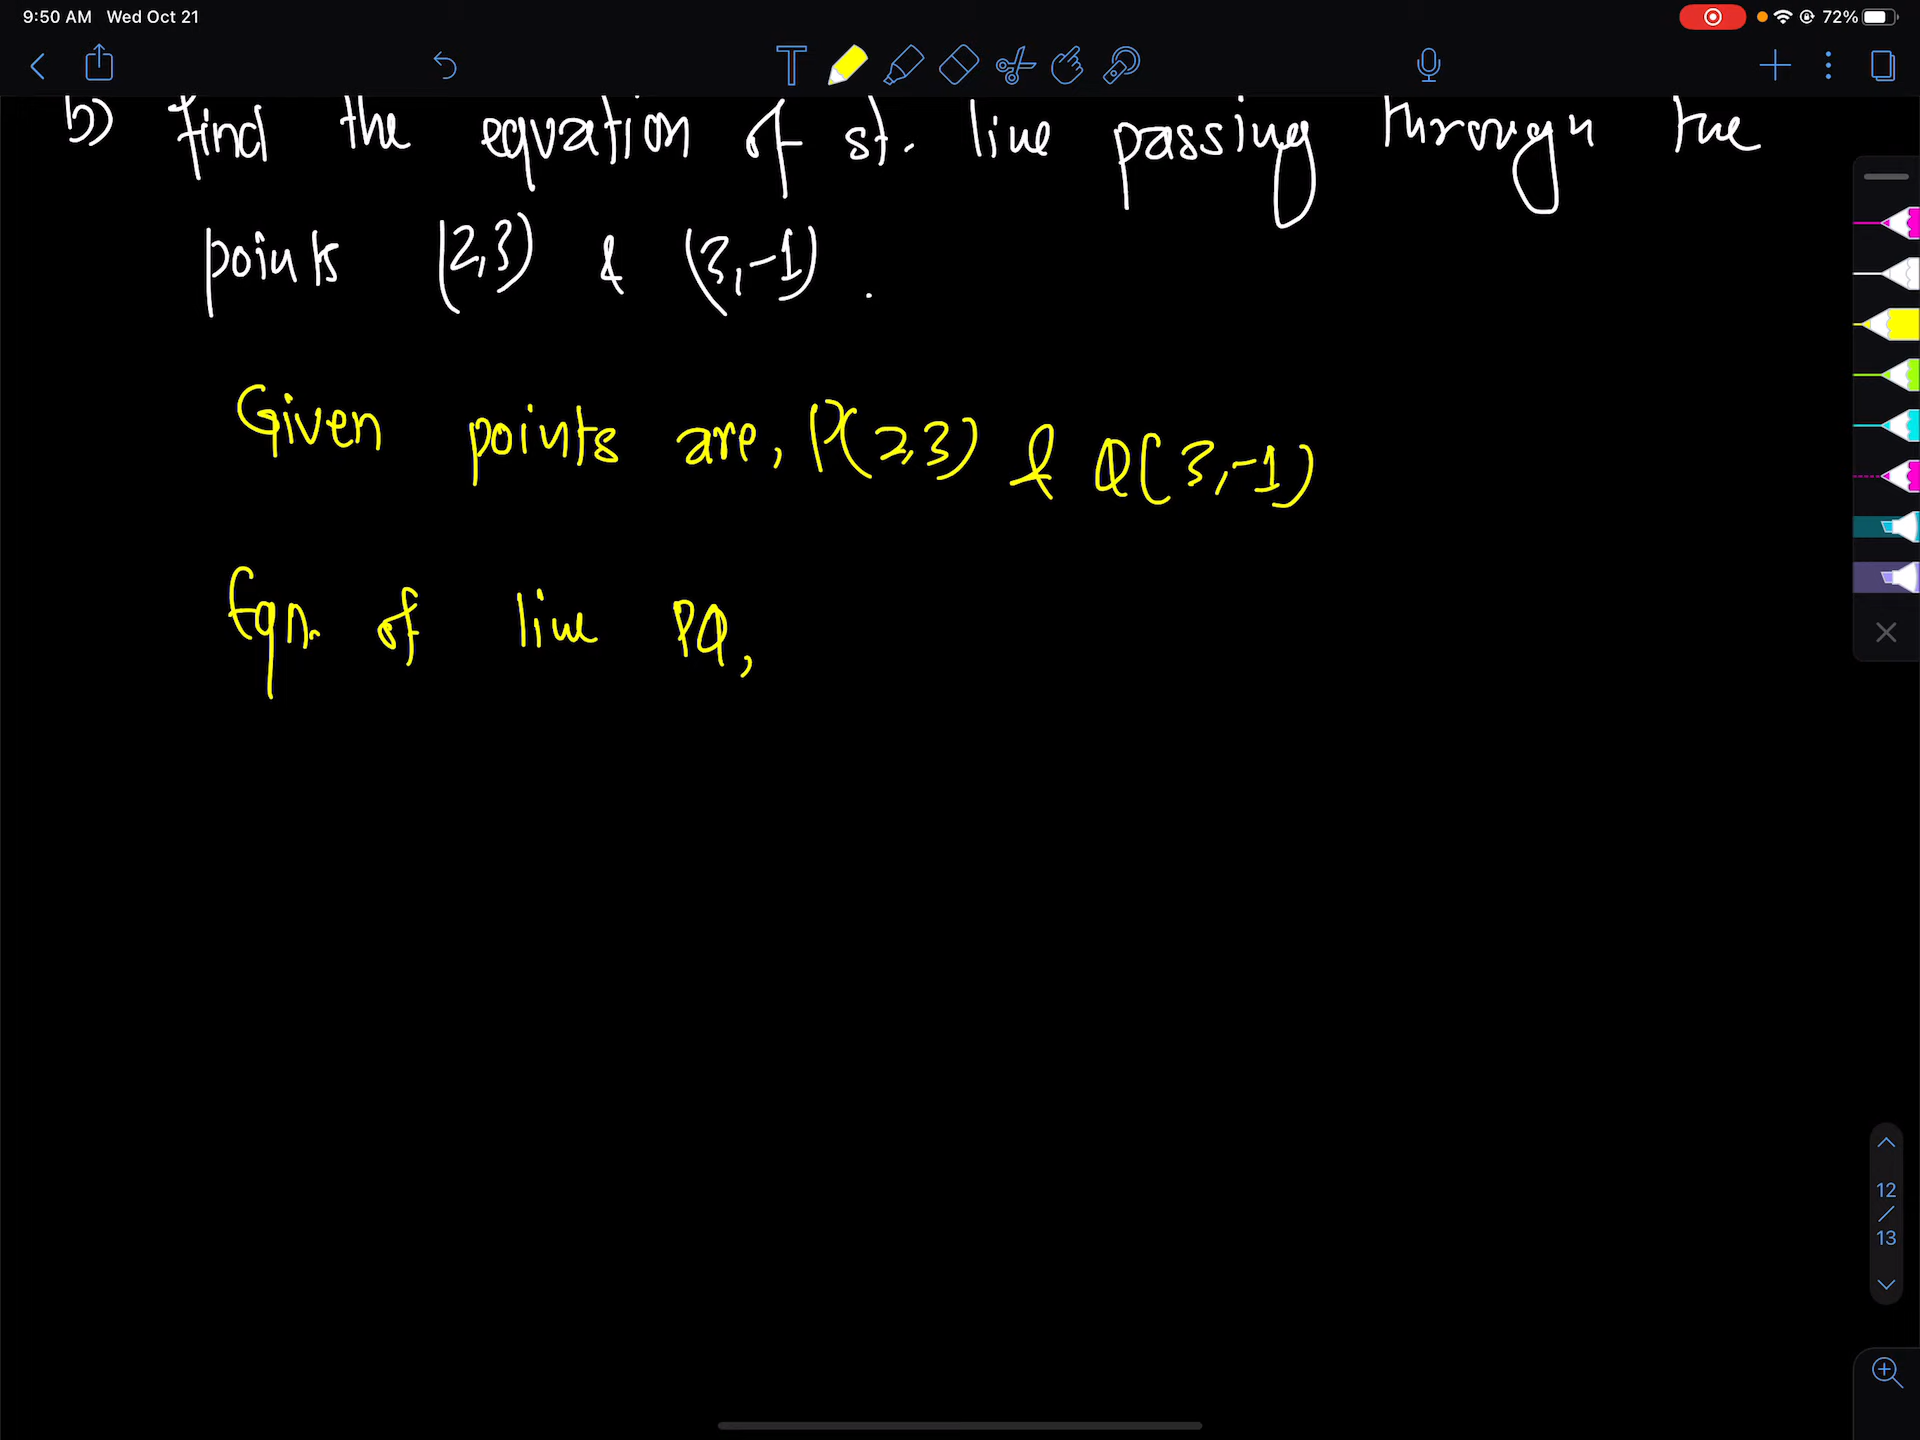 9:50 AM Wed Oct 21 72%
b) find the equation of st. line passing through the
points (2,3) & (3,-1) .
Given points are, P(2,3) & Q(3,-1)
Eqn. of line PQ,
12
/
13